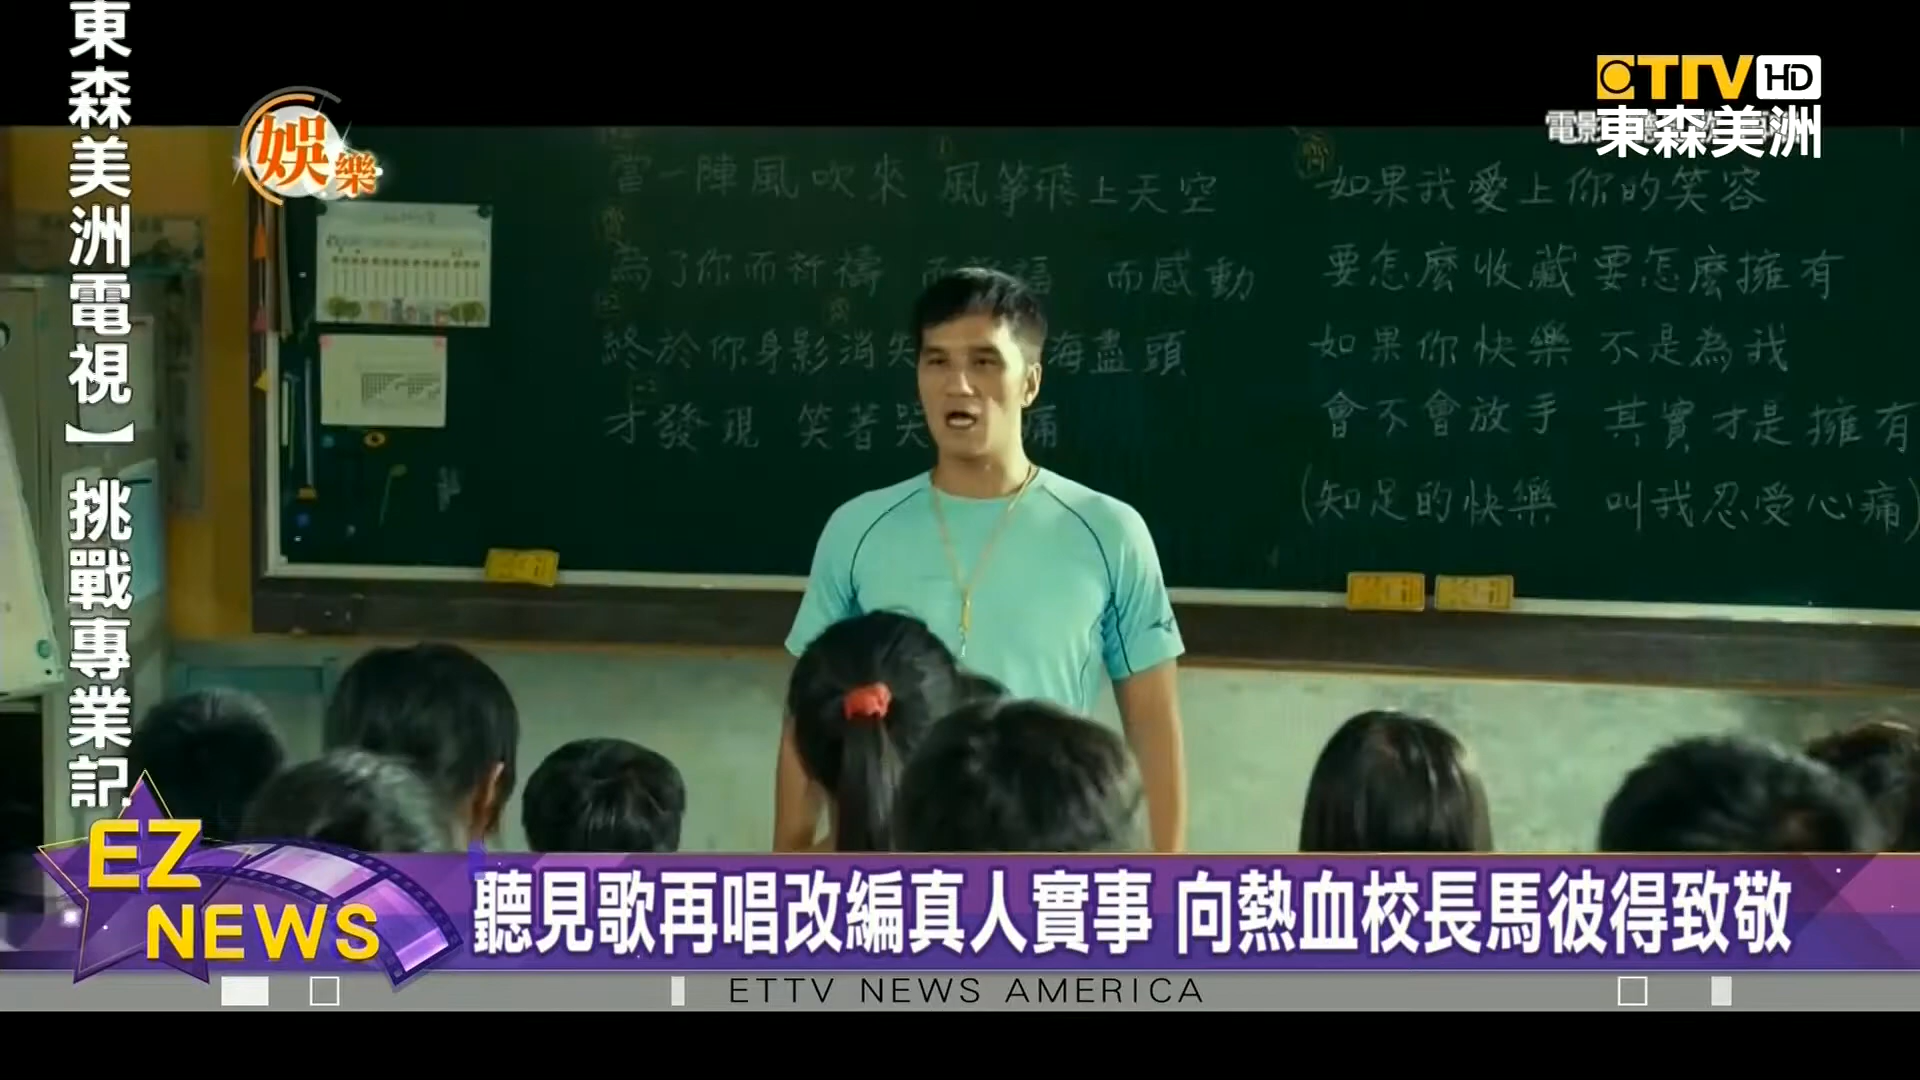 東森美洲電視】挑戰專業記
娛樂
ETTV HD
東森美洲
電影
當一陣風吹來 風箏飛上天空
為了你而祈禱 而祈福 而感動
終於你身影消失 海盡頭
才發現 笑著哭 痛
如果我愛上你的笑容
要怎麼收藏 要怎麼擁有
如果你快樂 不是為我
會不會放手 其實才是擁有
(知足的快樂 叫我忍受心痛)
EZ NEWS
聽見歌再唱改編真人實事 向熱血校長馬彼得致敬
ETTV NEWS AMERICA